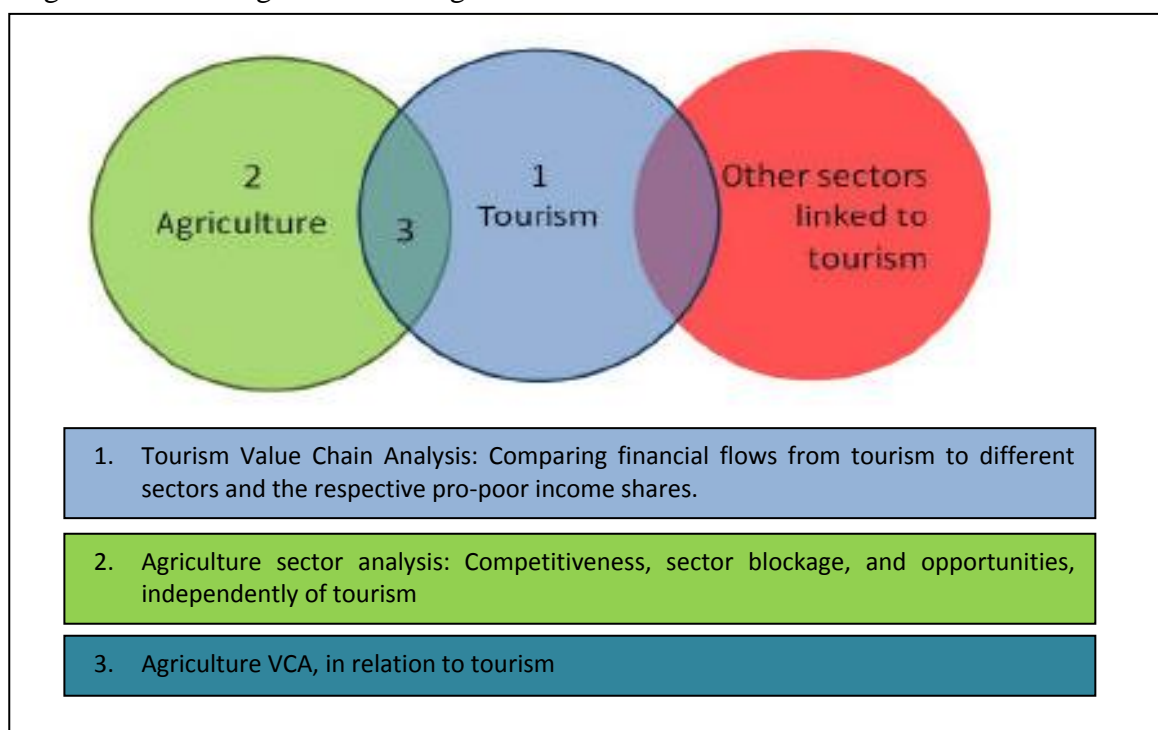 2
Agriculture
3
1
Tourism
Other sectors
linked to
tourism
1. Tourism Value Chain Analysis: Comparing financial flows from tourism to different
sectors and the respective pro-poor income shares.
2. Agriculture sector analysis: Competitiveness, sector blockage, and opportunities,
independently of tourism
3. Agriculture VCA, in relation to tourism